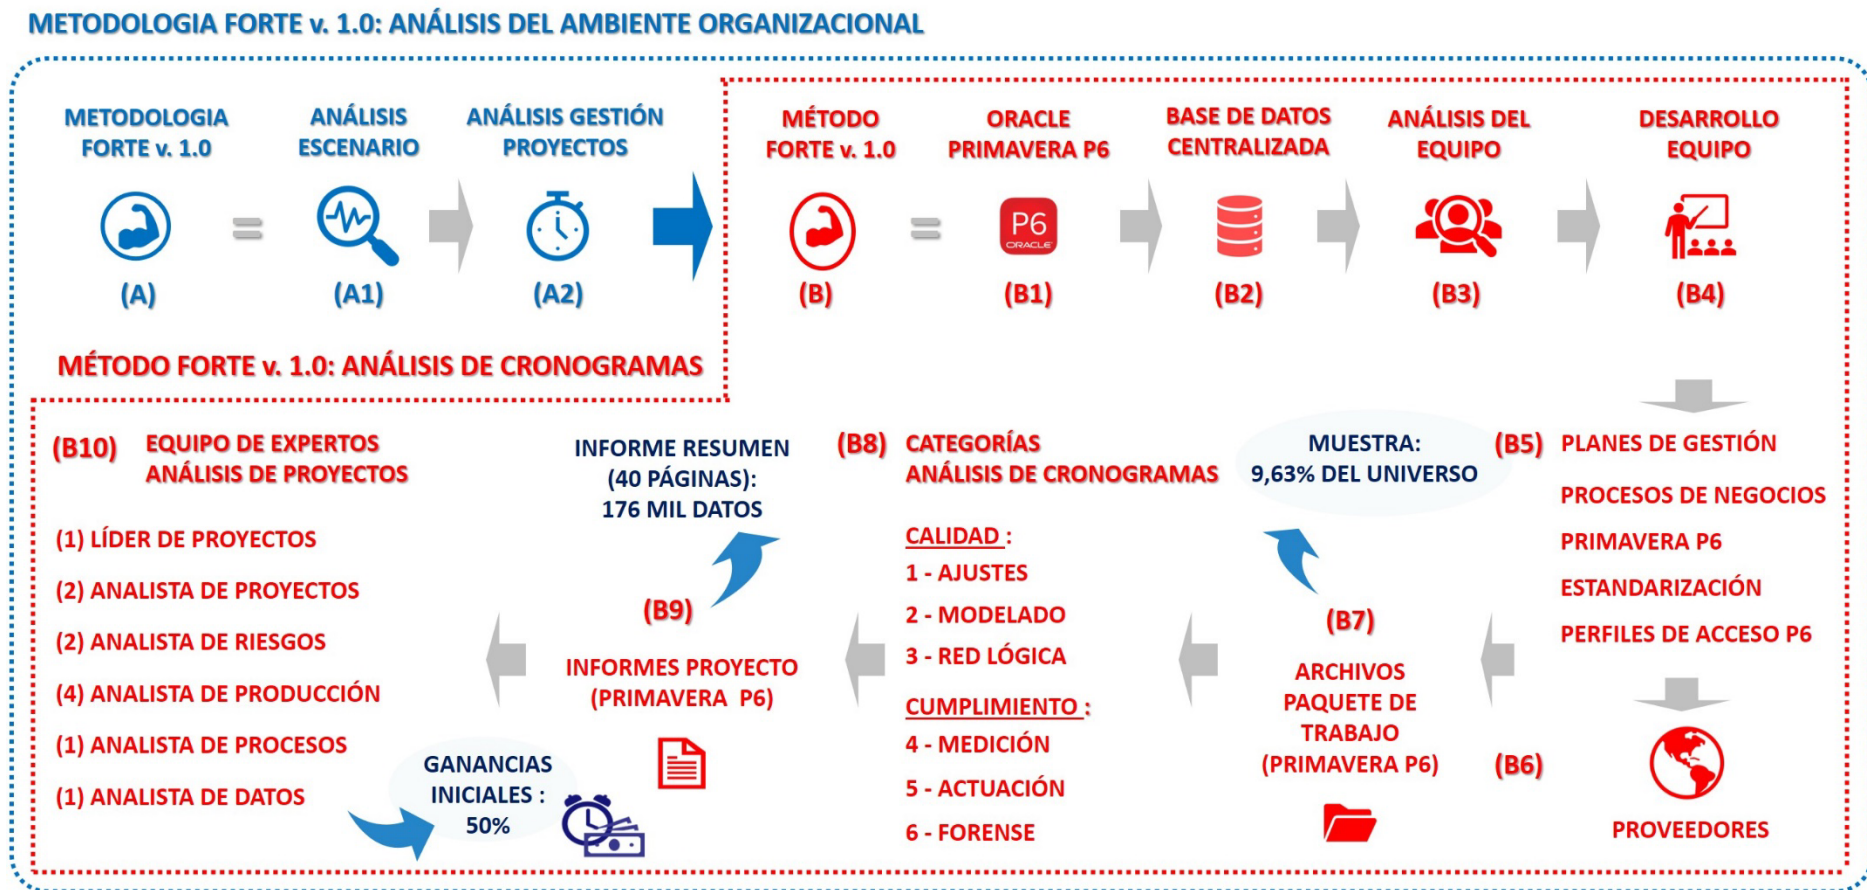 METODOLOGIA FORTE v. 1.0: ANÁLISIS DEL AMBIENTE ORGANIZACIONAL
METODOLOGIA
FORTE v. 1.0
(A)
=
ANÁLISIS
ESCENARIO
(A1)
ANÁLISIS GESTIÓN
PROYECTOS
(A2)
MÉTODO
FORTE v. 1.0
(B)
=
ORACLE
PRIMAVERA P6
P6
ORACLE
(B1)
BASE DE DATOS
CENTRALIZADA
(B2)
ANÁLISIS DEL
EQUIPO
(B3)
DESARROLLO
EQUIPO
(B4)
MÉTODO FORTE v. 1.0: ANÁLISIS DE CRONOGRAMAS
(B5) PLANES DE GESTIÓN
PROCESOS DE NEGOCIOS
PRIMAVERA P6
ESTANDARIZACIÓN
PERFILES DE ACCESO P6
(B6)
PROVEEDORES
MUESTRA:
9,63% DEL UNIVERSO
(B7)
ARCHIVOS
PAQUETE DE
TRABAJO
(PRIMAVERA P6)
(B8) CATEGORÍAS
ANÁLISIS DE CRONOGRAMAS
CALIDAD :
1 - AJUSTES
2 - MODELADO
3 - RED LÓGICA
CUMPLIMIENTO :
4 - MEDICIÓN
5 - ACTUACIÓN
6 - FORENSE
INFORME RESUMEN
(40 PÁGINAS):
176 MIL DATOS
(B9)
INFORMES PROYECTO
(PRIMAVERA P6)
(B10) EQUIPO DE EXPERTOS
ANÁLISIS DE PROYECTOS
(1) LÍDER DE PROYECTOS
(2) ANALISTA DE PROYECTOS
(2) ANALISTA DE RIESGOS
(4) ANALISTA DE PRODUCCIÓN
(1) ANALISTA DE PROCESOS
(1) ANALISTA DE DATOS
GANANCIAS
INICIALES :
50%